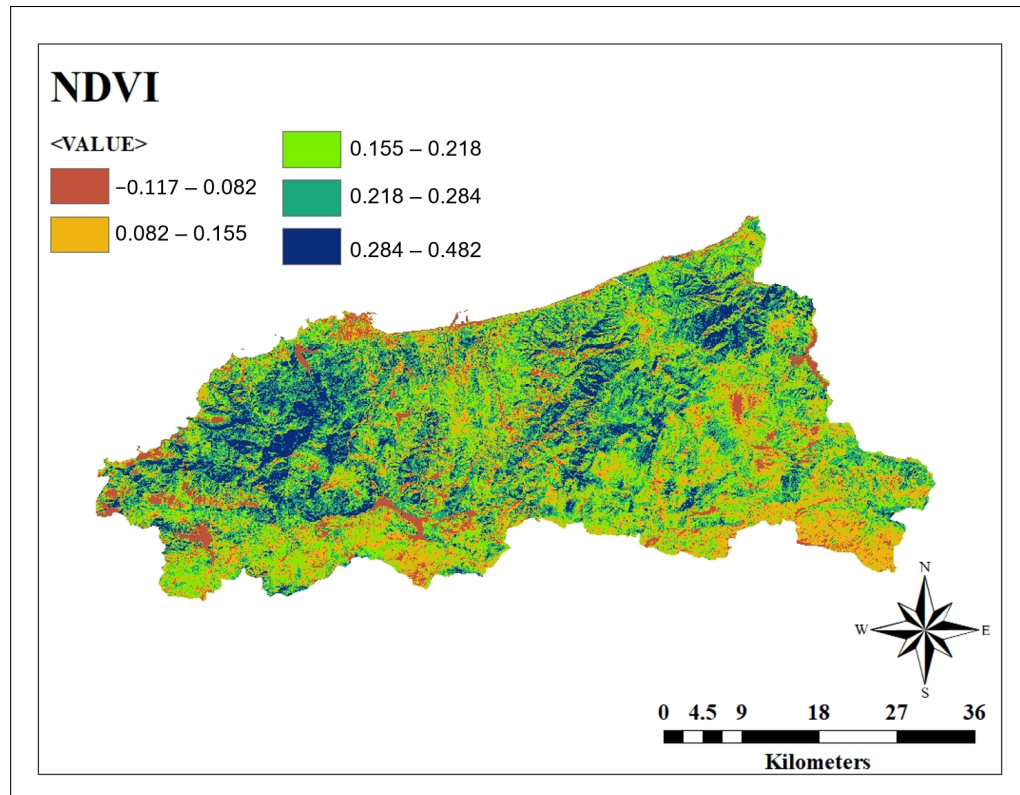 NDVI
<VALUE>
−0.117 – 0.082
0.082 – 0.155
0.155 – 0.218
0.218 – 0.284
0.284 – 0.482
N
W E
S
0 4.5 9 18 27 36
Kilometers